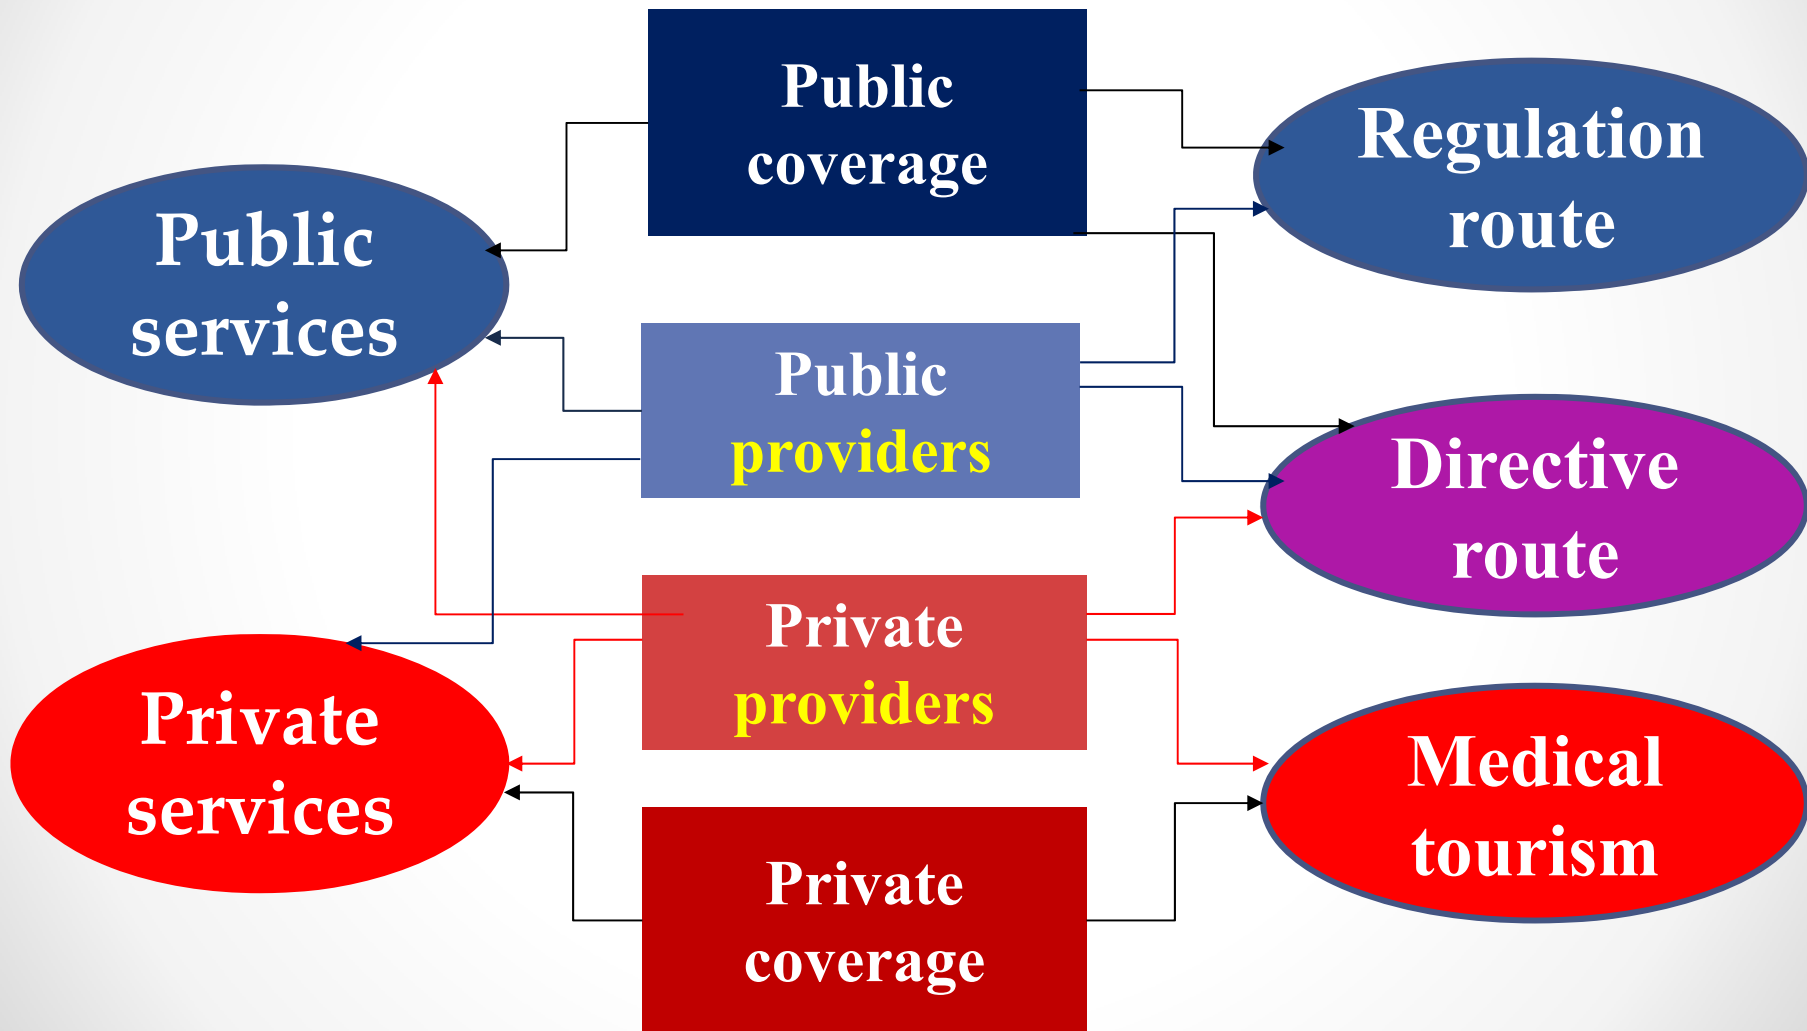 Public
services
Private
services
Public
coverage
Public
providers
Private
providers
Private
coverage
Regulation
route
Directive
route
Medical
tourism